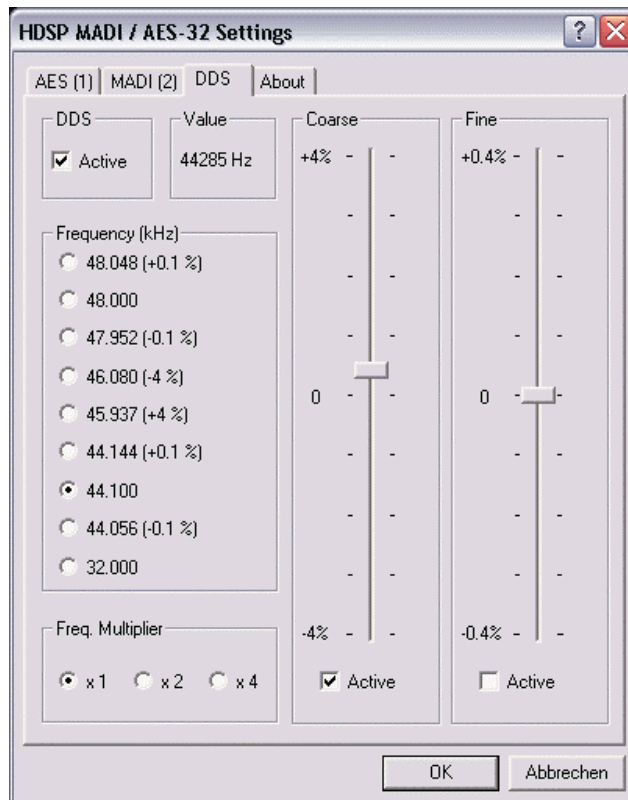 HDSP MADI / AES-32 Settings
AES (1) MADI (2) DDS About
DDS
Active
Value
44285 Hz
Frequency (kHz)
48.048 (+0.1 %)
48.000
47.952 (-0.1 %)
46.080 (-4 %)
45.937 (+4 %)
44.144 (+0.1 %)
44.100
44.056 (-0.1 %)
32.000
Freq. Multiplier
x 1 x 2 x 4
Coarse
+4%
0
-4%
Active
Fine
+0.4%
0
-0.4%
Active
OK Abbrechen